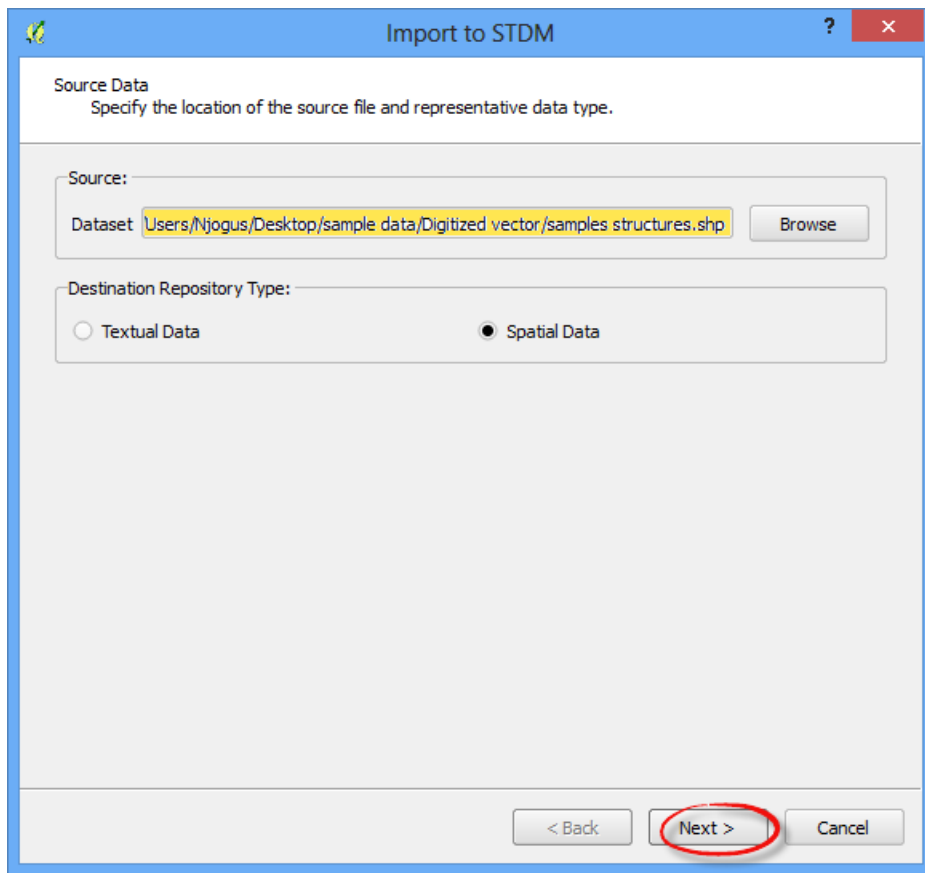 Import to STDM
?
Source Data
Specify the location of the source file and representative data type.
Source:
Dataset Users/Njogus/Desktop/sample data/Digitized vector/samples structures.shp Browse
Destination Repository Type:
Textual Data Spatial Data
< Back Next > Cancel